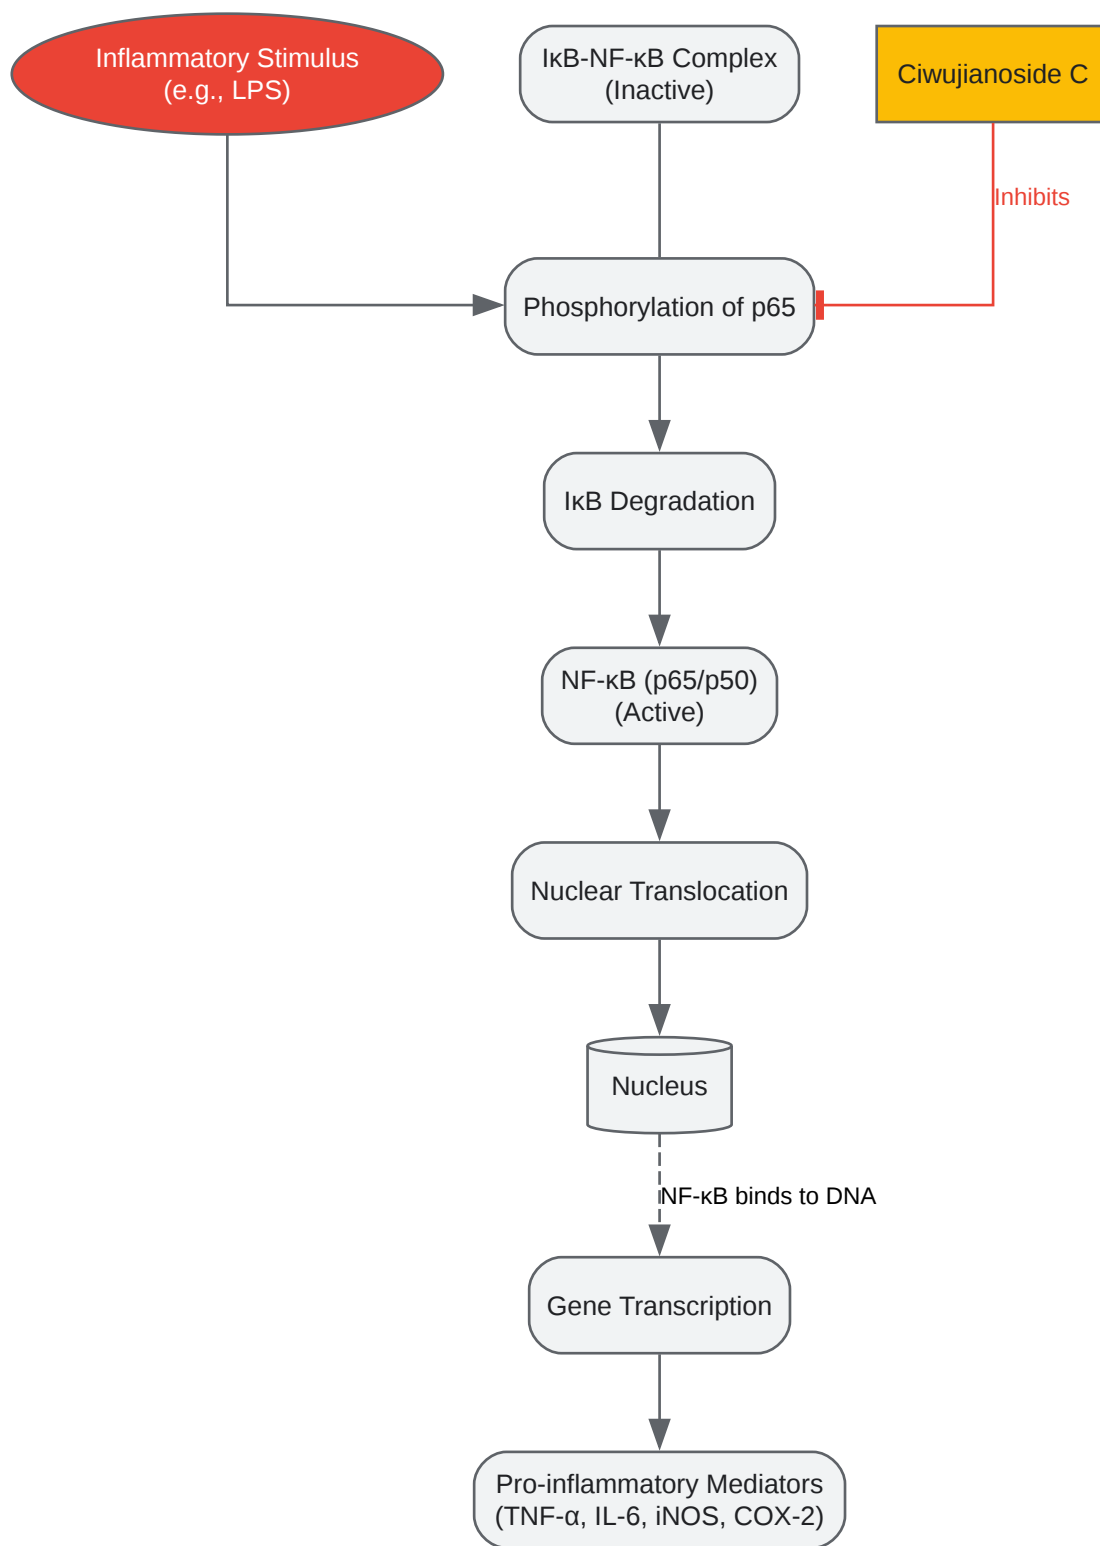 Inflammatory Stimulus
(e.g., LPS)
IκB-NF-κB Complex
(Inactive)
Ciwujianoside C
Inhibits
Phosphorylation of p65
IκB Degradation
NF-κB (p65/p50)
(Active)
Nuclear Translocation
Nucleus
NF-κB binds to DNA
Gene Transcription
Pro-inflammatory Mediators
(TNF-α, IL-6, iNOS, COX-2)